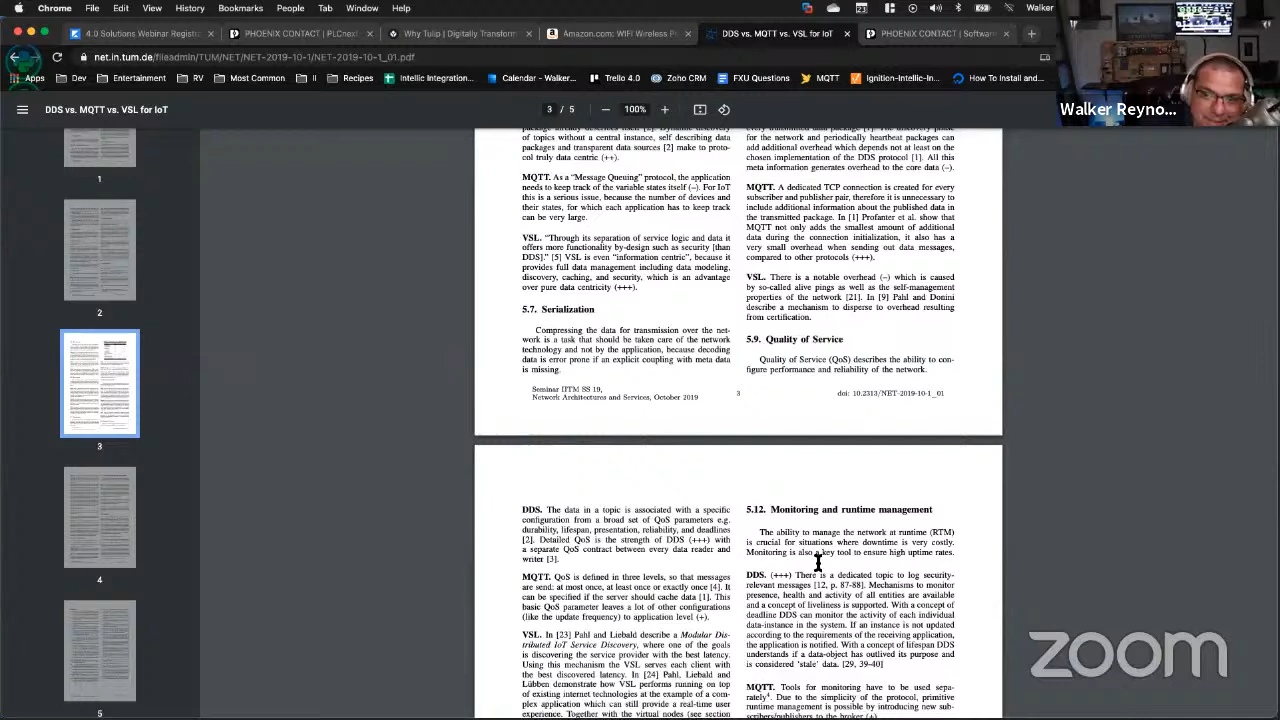 Chrome File Edit View History Bookmarks People Tab Window Help Walker
4.0 Solutions Webinar Registra PHOENIX CONTACT | PLCnext Why Tulip | Digitally Transform Amazon.com: WIFI Wireless P DDS vs. MQTT vs. VSL for IoT PHOENIX CONTACT | Software
net.in.tum.de/fileadmin/TUM/NET/NET-2019-10-1/NET-2019-10-1_01.pdf
Apps Day to Day RV Most Common II Recipes Intellic Integration Calendar - Walker... Trello 4.0 Zoho CRM FXU Questions MQTT Ignition-Intellic... How To Install and...
Walker Reyno...
DDS vs. MQTT vs. VSL for IoT 3 / 5 100%
1
2
3
4
5
of topics without a central instance, self describing data
packages and transparent data sources [2] make to proto-
col truly data centric (++).
MQTT. As a “Message Queuing” protocol, the application
needs to keep track of the variable states itself (–). For IoT
this is a serious issue, because the number of devices and
their states, for which each application has to keep track
can be very large.
VSL. “Through its separation of service logic and data it
offers more functionality by-design such as security [than
DDS].” [5] VSL is even “information centric”, because it
provides full data management including data modeling,
discovery, caching, and security, which is an advantage
over pure data centricity (+++).
5.7. Serialization
Compressing the data for transmission over the net-
work is a task that should be taken care of the network
technology and not by the application, because decoding
data is error prone if an explicit coupling with meta data
is missing.
every transmitted data package [1]. The discovery phase
for the network and periodically heartbeat packages can
add additional overhead which depends not at least on the
chosen implementation of the DDS protocol [1]. All this
meta information generates overhead to the core data (–).
MQTT. A dedicated TCP connection is created for every
subscriber and publisher pair, therefore it is unnecessary to
include additional information about the published data in
the transmitted package. In [1] Profanter et al. show that
MQTT not only adds the smallest amount of additional
data during the connection initialization, it also has a
very small overhead when sending out data messages,
compared to other protocols (+++).
VSL. There is a notable overhead (–) which is caused
by so-called alive pings as well as the self-management
properties of the network [21]. In [9] Pahl and Donini
describe a mechanism to disperse to overhead resulting
from certification.
5.9. Quality of Service
Quality of Service (QoS) describes the ability to con-
figure performance and reliability of the network.
Seminar IITM SS 19,
Network Architectures and Services, October 2019
3
doi: 10.2313/NET-2019-10-1_01
DDS. The data in a topic is associated with a specific
configuration from a broad set of QoS parameters e.g.
durability, lifespan, presentation, reliability, and deadlines
[2]. Detailed QoS is the strength of DDS (+++) with
a separate QoS contract between every data reader and
writer [3].
MQTT. QoS is defined in three levels, so that messages
are send: at most once, at least once or exactly once [4]. It
can be specified if the server should cache data [1]. This
basic QoS parameter leaves a lot of other configurations
(like the update frequency) to application level (+).
VSL. In [23] Pahl and Liebald describe a Modular Dis-
tributed IoT Service Discovery, where one of the goals
is discovering the service provider with the best latency.
Using this mechanism the VSL serves each client with
the best discovered latency. In [24] Pahl, Liebald and
Lübben demonstrate how VSL performs running on top
of existing internet technologies at the example of a com-
plex application which can still provide a real-time user
experience. Together with the virtual nodes (see section
5.12. Monitoring and runtime management
The ability to manage the network at runtime (RTM)
is crucial for situations where downtime is very costly.
Monitoring is also a key tool to ensure high uptime rates.
DDS. (+++) There is a dedicated topic to log security-
relevant messages [12, p. 87-88]. Mechanisms to monitor
presence, health and activity of all entities are available
and a concept of liveliness is supported. With a concept of
deadline DDS can monitor the activity of each individual
data-instance in the system. If an instance is not updated
according to the requirements of the receiving application,
the application is notified. With a concept of lifespan DDS
understands if a data-object has outlived its purpose and
is considered ‘stale’ data. [29, 39-40]
MQTT. Tools for monitoring have to be used sepa-
rately⁴. Due to the simplicity of the protocol, primitive
runtime management is possible by introducing new sub-
scribers/publishers to the broker (+).
zoom